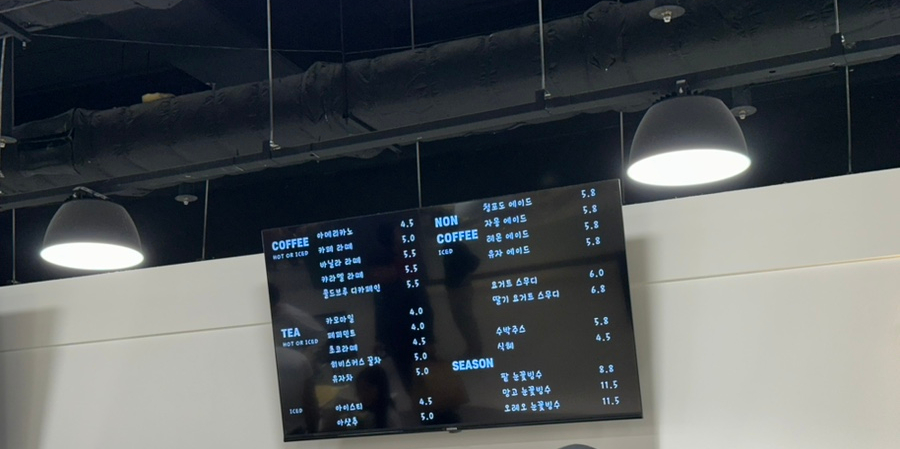 COFFEE
HOT OR ICED
아메리카노 4.5
카페 라떼 5.0
바닐라 라떼 5.5
카라멜 라떼 5.5
콜드브루 디카페인 5.5
TEA
HOT OR ICED
카모마일 4.0
페퍼민트 4.0
초코라떼 4.5
히비스커스 꿀차 5.0
유자차 5.0
ICED
아이스티 4.5
아샷추 5.0
NON
COFFEE
ICED
청포도 에이드 5.8
자몽 에이드 5.8
레몬 에이드 5.8
유자 에이드 5.8
요거트 스무디 6.0
딸기 요거트 스무디 6.8
수박주스 5.8
식혜 4.5
SEASON
팥 눈꽃빙수 8.8
망고 눈꽃빙수 11.5
오레오 눈꽃빙수 11.5